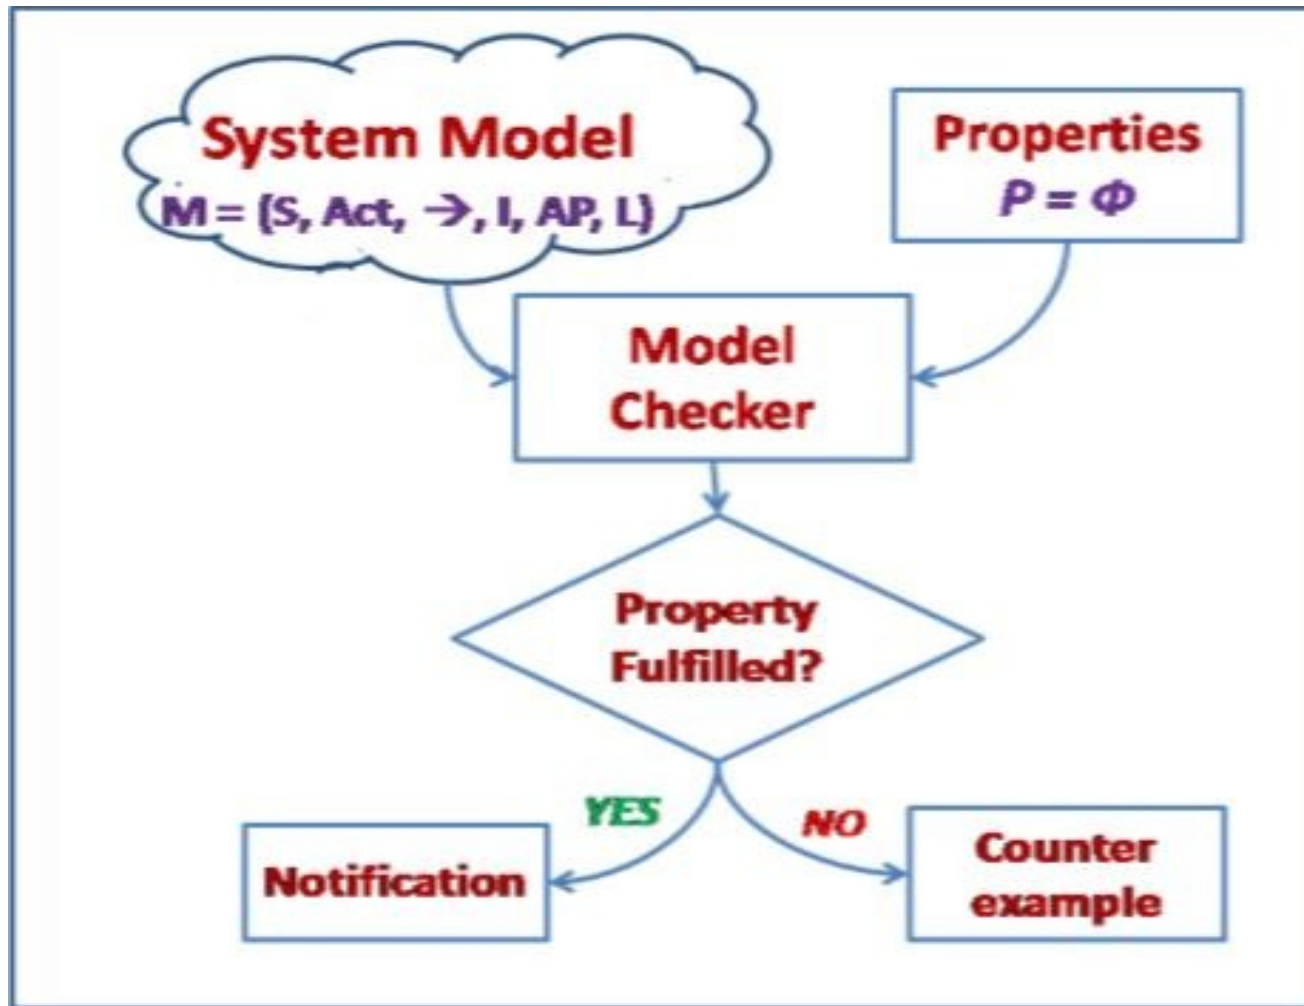 System Model
M = (S, Act, →, I, AP, L)
Properties
P = Φ
Model
Checker
Property
Fulfilled?
YES
NO
Notification
Counter
example